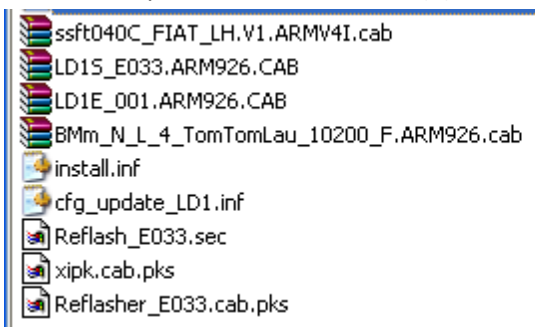 ssft040C_FIAT_LH.V1.ARMV4I.cab
LD1S_E033.ARM926.CAB
LD1E_001.ARM926.CAB
BMm_N_L_4_TomTomLau_10200_F.ARM926.cab
install.inf
cfg_update_LD1.inf
Reflash_E033.sec
xipk.cab.pks
Reflasher_E033.cab.pks